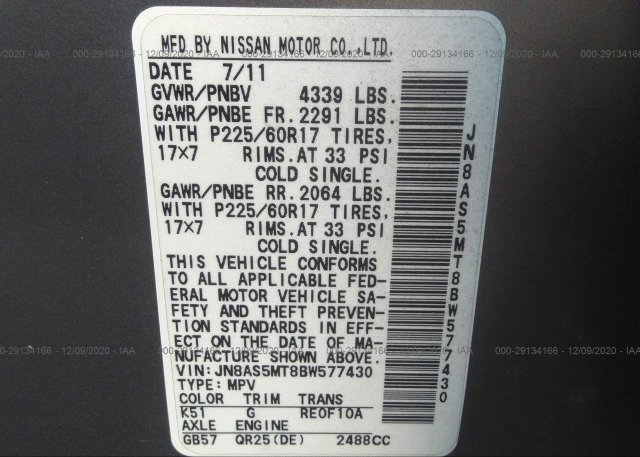 000-29134166 - 12/09/2020 - IAA
MFD BY NISSAN MOTOR CO.,LTD.
DATE 7/11
GVWR/PNBV 4339 LBS.
GAWR/PNBE FR. 2291 LBS.
WITH P225/60R17 TIRES,
17×7 RIMS. AT 33 PSI
COLD SINGLE.
GAWR/PNBE RR. 2064 LBS.
WITH P225/60R17 TIRES,
17×7 RIMS. AT 33 PSI
COLD SINGLE.
THIS VEHICLE CONFORMS
TO ALL APPLICABLE FED-
ERAL MOTOR VEHICLE SA-
FETY AND THEFT PREVEN-
TION STANDARDS IN EFF-
ECT ON THE DATE OF MA-
NUFACTURE SHOWN ABOVE.
VIN: JN8AS5MT8BW577430
TYPE: MPV
COLOR TRIM TRANS
K51 G RE0F10A
AXLE ENGINE
GB57 QR25(DE) 2488CC
JN8AS5MT8BW577430